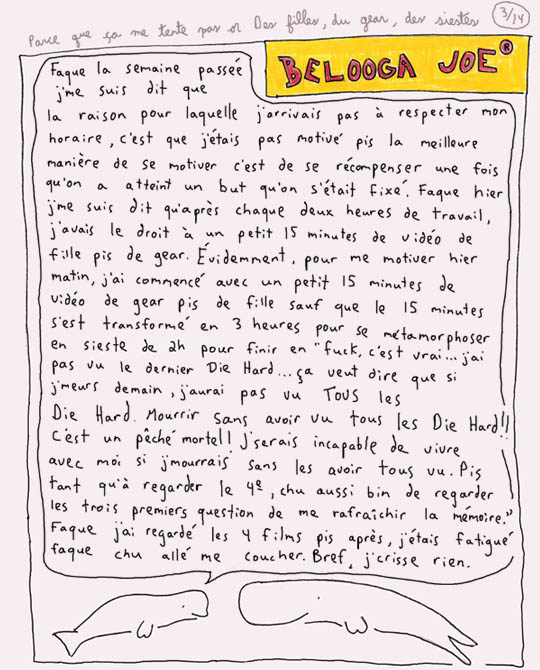 Parce que ça me tente pas or Des filles, du gear, des siestes
3/14
BELOOGA JOE®
Faque la semaine passée
j'me suis dit que
la raison pour laquelle j'arrivais pas à respecter mon
horaire, c'est que j'étais pas motivé pis la meilleure
manière de se motiver c'est de se récompenser une fois
qu'on a atteint un but qu'on s'était fixé. Faque hier
j'me suis dit qu'après chaque deux heures de travail,
j'avais le droit à un petit 15 minutes de vidéo de
fille pis de gear. Évidemment, pour me motiver hier
matin, j'ai commencé avec un petit 15 minutes de
vidéo de gear pis de fille sauf que le 15 minutes
s'est transformé en 3 heures pour se métamorphoser
en sieste de 2h pour finir en "fuck, c'est vrai... j'ai
pas vu le dernier Die Hard... ça veut dire que si
j'meurs demain, j'aurai pas vu TOUS les
Die Hard. Mourrir sans avoir vu tous les Die Hard!!
C'est un pêché mortel! J'serais incapable de vivre
avec moi si j'mourrais sans les avoir tous vu. Pis
tant qu'à regarder le 4e, chu aussi bin de regarder
les trois premiers question de me rafraîchir la mémoire."
Faque j'ai regardé les 4 films pis après, j'étais fatigué
faque chu allé me coucher. Bref, j'crisse rien.